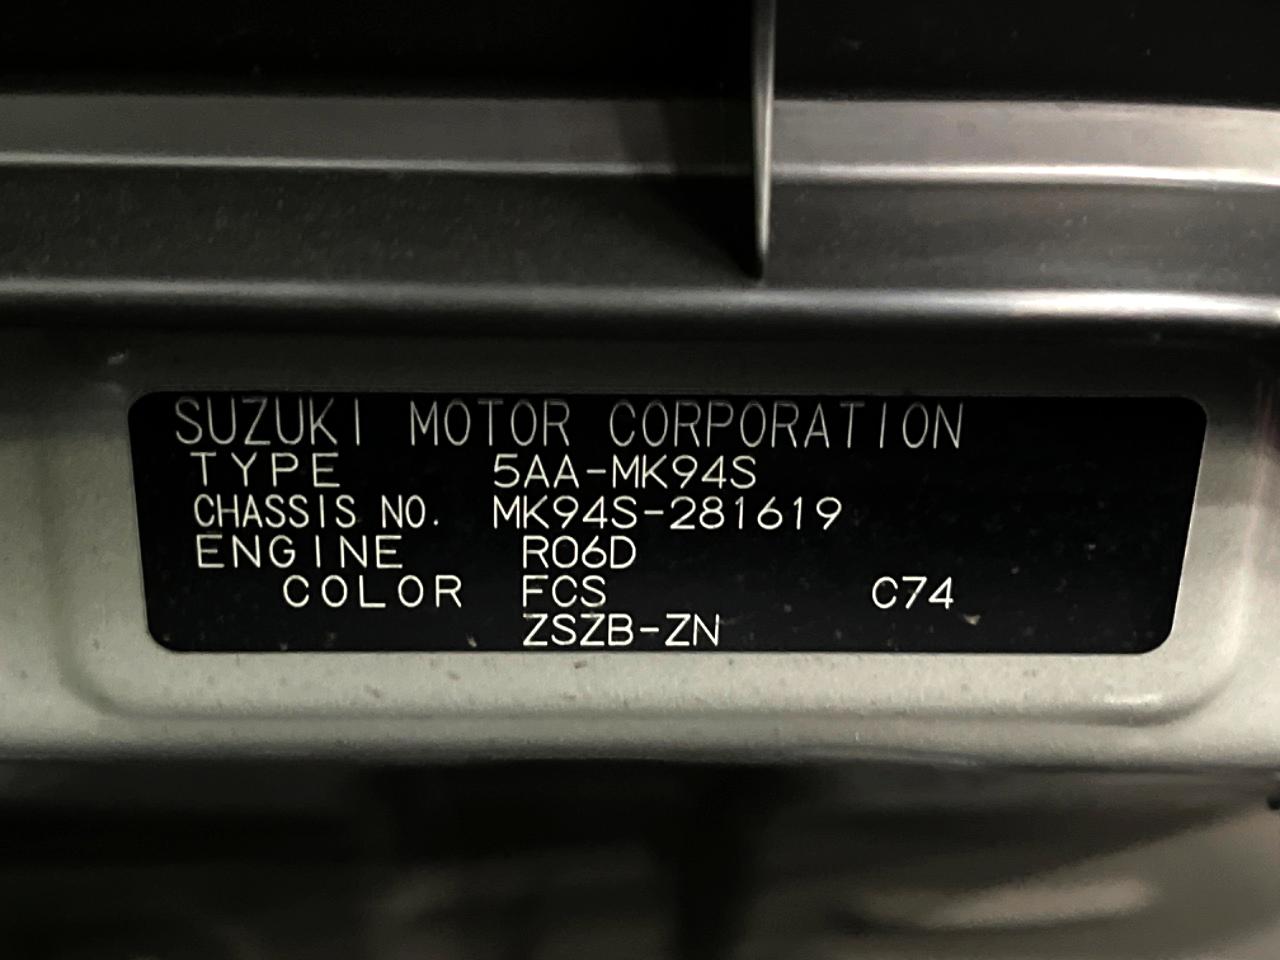 SUZUKI MOTOR CORPORATION
TYPE 5AA-MK94S
CHASSIS NO. MK94S-281619
ENGINE R06D
COLOR FCS C74
ZSZB-ZN